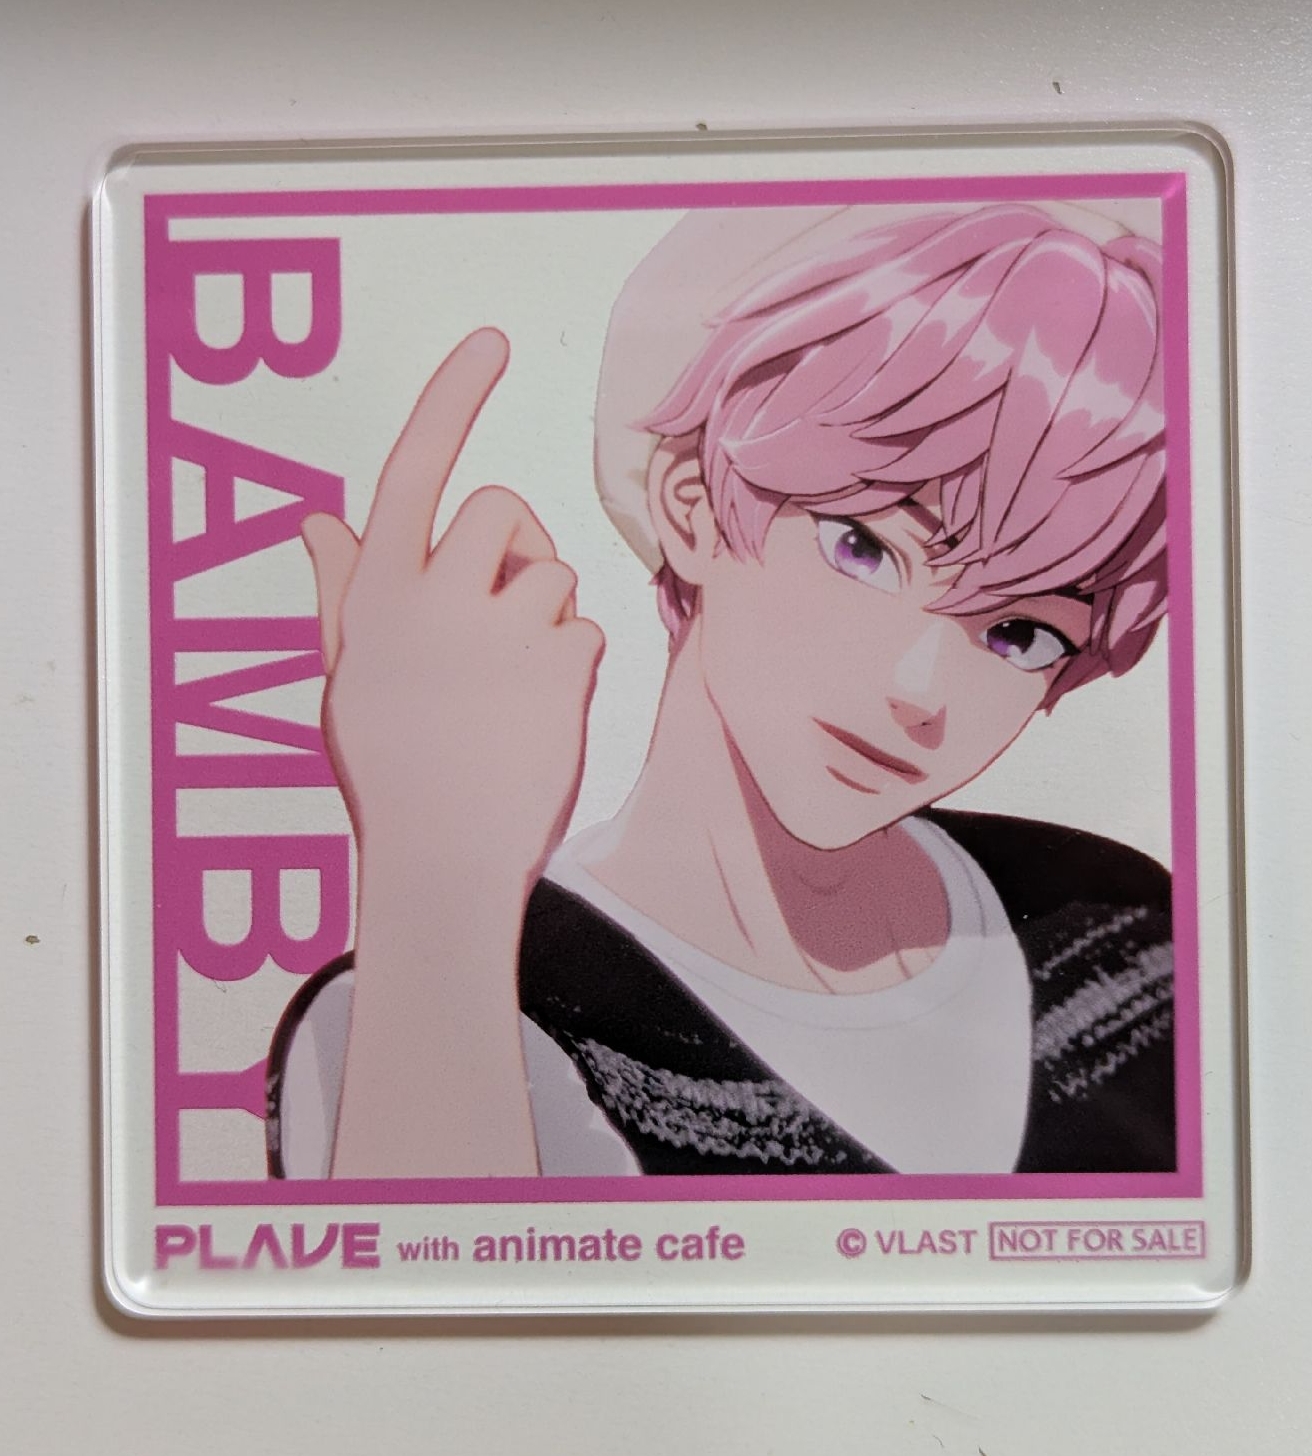 BAMBY
PLAVE with animate cafe
© VLAST NOT FOR SALE